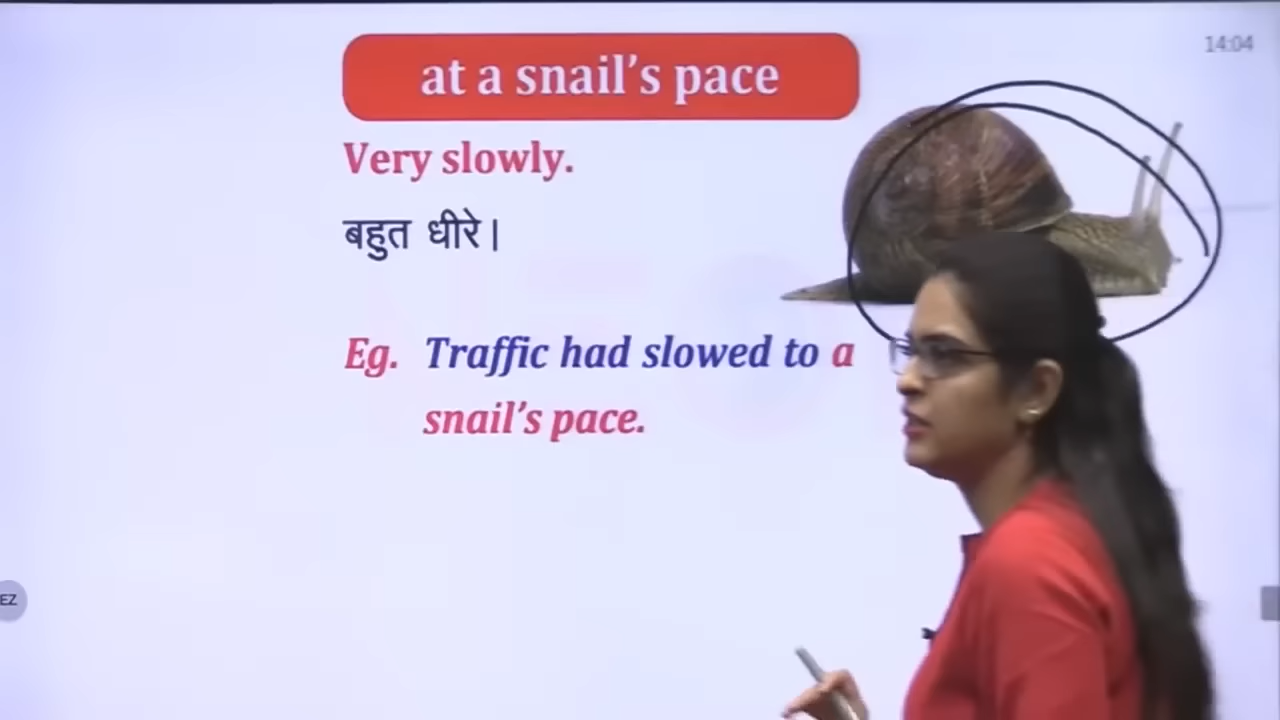 14:04
at a snail's pace
Very slowly.
बहुत धीरे।
Eg. Traffic had slowed to a
snail's pace.
EZ